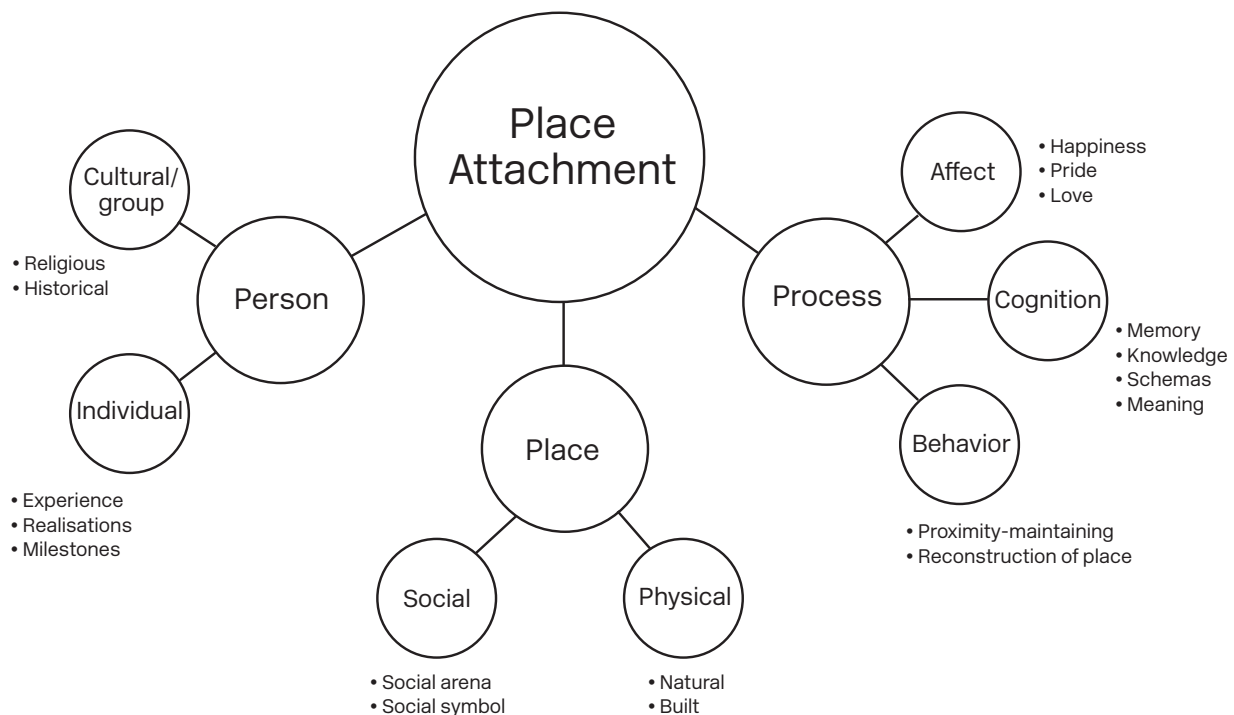 Place
Attachment
Cultural/
group
• Religious
• Historical
Person
Individual
• Experience
• Realisations
• Milestones
Place
Social
• Social arena
• Social symbol
Physical
• Natural
• Built
Process
Affect
• Happiness
• Pride
• Love
Cognition
• Memory
• Knowledge
• Schemas
• Meaning
Behavior
• Proximity-maintaining
• Reconstruction of place